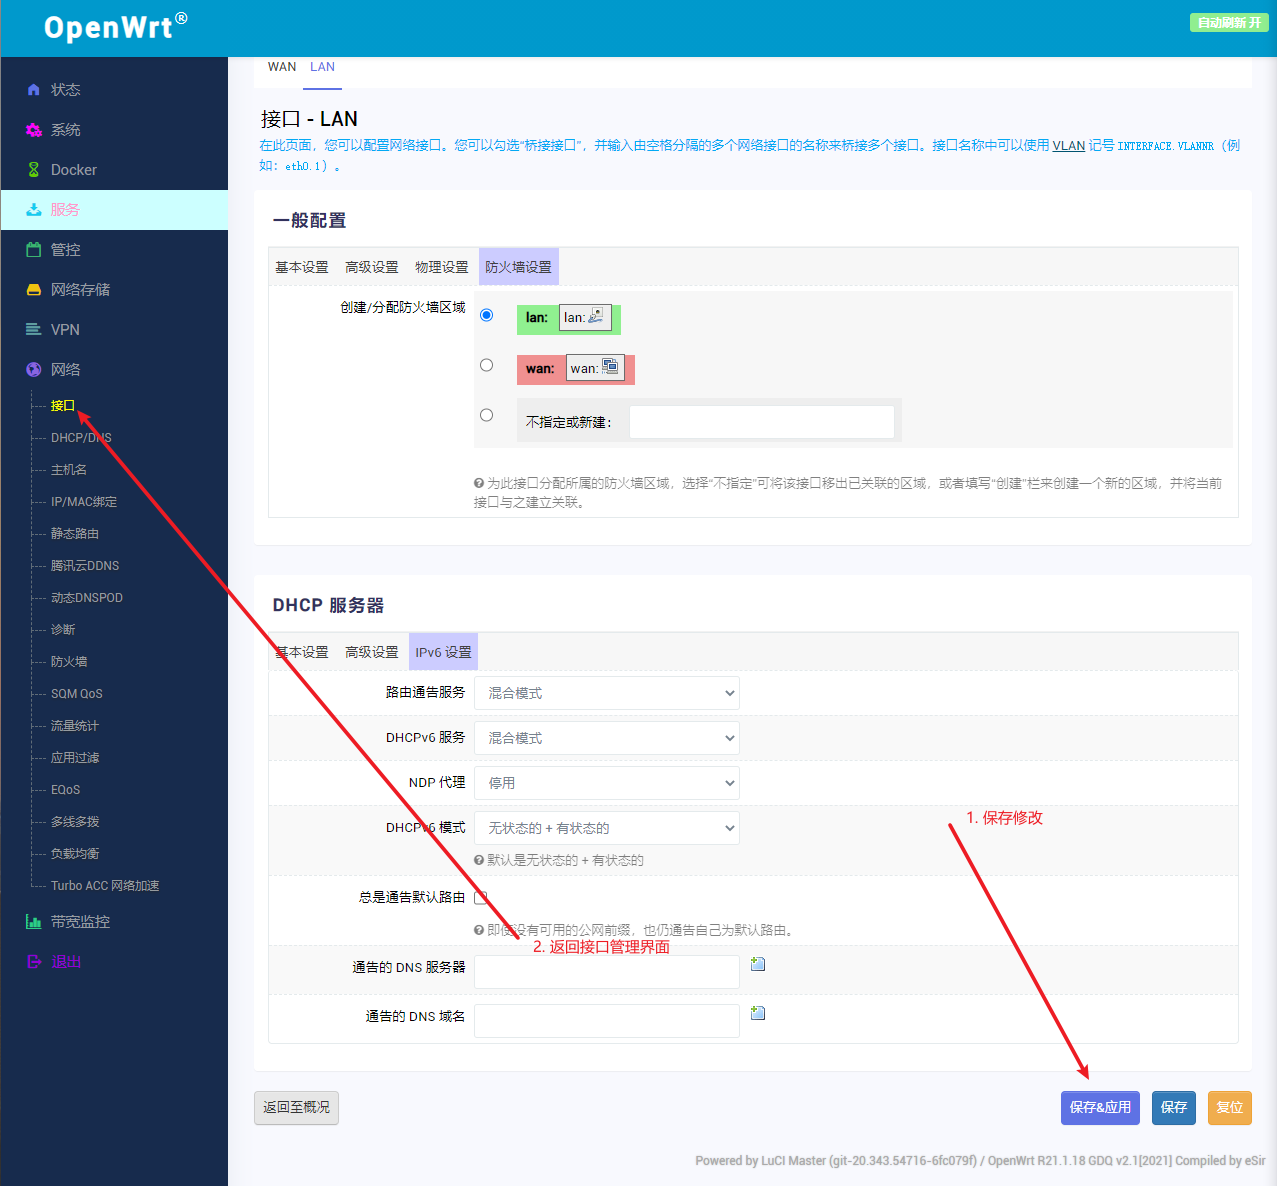 OpenWrt®
自动刷新 开
状态
系统
Docker
服务
管控
网络存储
VPN
网络
接口
DHCP/DNS
主机名
IP/MAC绑定
静态路由
腾讯云DDNS
动态DNSPOD
诊断
防火墙
SQM QoS
流量统计
应用过滤
EQoS
多线多拨
负载均衡
Turbo ACC 网络加速
带宽监控
退出
WAN LAN
接口 - LAN
在此页面，您可以配置网络接口。您可以勾选“桥接接口”，并输入由空格分隔的多个网络接口的名称来桥接多个接口。接口名称中可以使用 VLAN 记号 INTERFACE.VLANNR（例
如：eth0.1）。
一般配置
基本设置 高级设置 物理设置 防火墙设置
创建/分配防火墙区域
lan: lan:
wan: wan:
不指定或新建：
为此接口分配所属的防火墙区域，选择“不指定”可将该接口移出已关联的区域，或者填写“创建”栏来创建一个新的区域，并将当前
接口与之建立关联。
DHCP 服务器
基本设置 高级设置 IPv6 设置
路由通告服务 混合模式
DHCPv6 服务 混合模式
NDP 代理 停用
DHCPv6 模式 无状态的 + 有状态的
默认是无状态的 + 有状态的
1. 保存修改
总是通告默认路由
即使没有可用的公网前缀，也仍通告自己为默认路由。
2. 返回接口管理界面
通告的 DNS 服务器
通告的 DNS 域名
返回至概况 保存&应用 保存 复位
Powered by LuCI Master (git-20.343.54716-6fc079f) / OpenWrt R21.1.18 GDQ v2.1[2021] Compiled by eSir